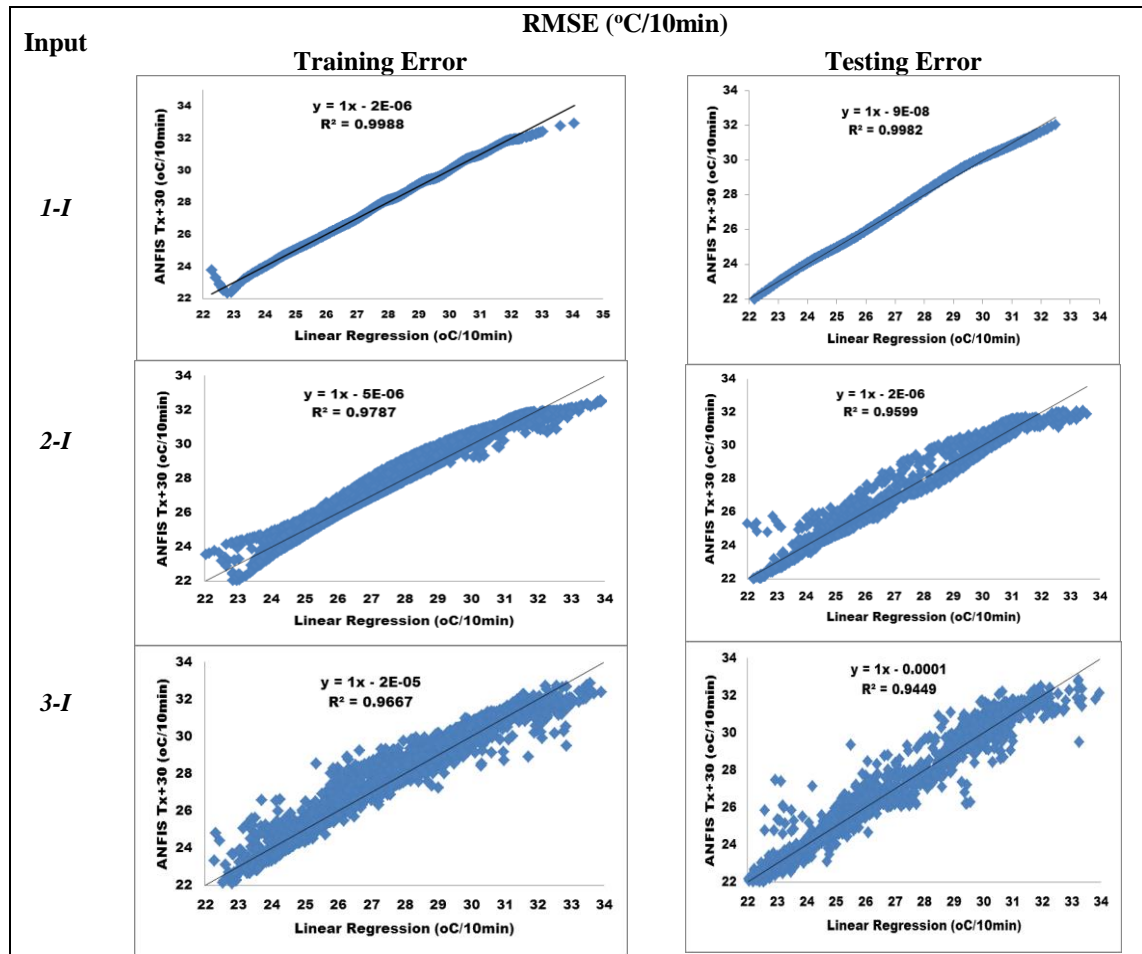 RMSE (ºC/10min)
Input
Training Error
Testing Error
1-I
y = 1x - 2E-06
R² = 0.9988
ANFIS Tx+30 (oC/10min)
34
32
30
28
26
24
22
22 23 24 25 26 27 28 29 30 31 32 33 34 35
Linear Regression (oC/10min)
y = 1x - 9E-08
R² = 0.9982
ANFIS Tx+30 (oC/10min)
34
32
30
28
26
24
22
22 23 24 25 26 27 28 29 30 31 32 33 34
Linear Regression (oC/10min)
2-I
y = 1x - 5E-06
R² = 0.9787
ANFIS Tx+30 (oC/10min)
34
32
30
28
26
24
22
22 23 24 25 26 27 28 29 30 31 32 33 34
Linear Regression (oC/10min)
y = 1x - 2E-06
R² = 0.9599
ANFIS Tx+30 (oC/10min)
34
32
30
28
26
24
22
22 23 24 25 26 27 28 29 30 31 32 33 34
Linear Regression (oC/10min)
3-I
y = 1x - 2E-05
R² = 0.9667
ANFIS Tx+30 (oC/10min)
34
32
30
28
26
24
22
22 23 24 25 26 27 28 29 30 31 32 33 34
Linear Regression (oC/10min)
y = 1x - 0.0001
R² = 0.9449
ANFIS Tx+30 (oC/10min)
34
32
30
28
26
24
22
22 23 24 25 26 27 28 29 30 31 32 33 34
Linear Regression (oC/10min)